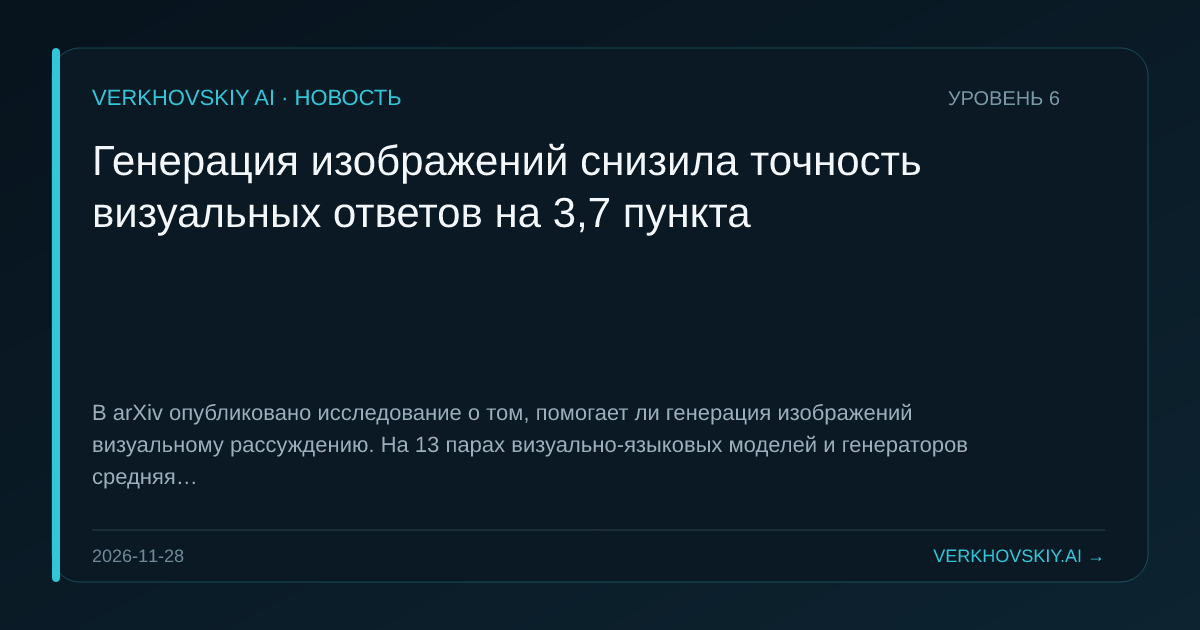 VERKHOVSKIY AI · НОВОСТЬ
УРОВЕНЬ 6
Генерация изображений снизила точность
визуальных ответов на 3,7 пункта
В arXiv опубликовано исследование о том, помогает ли генерация изображений
визуальному рассуждению. На 13 парах визуально-языковых моделей и генераторов
средняя…
2026-11-28
VERKHOVSKIY.AI →